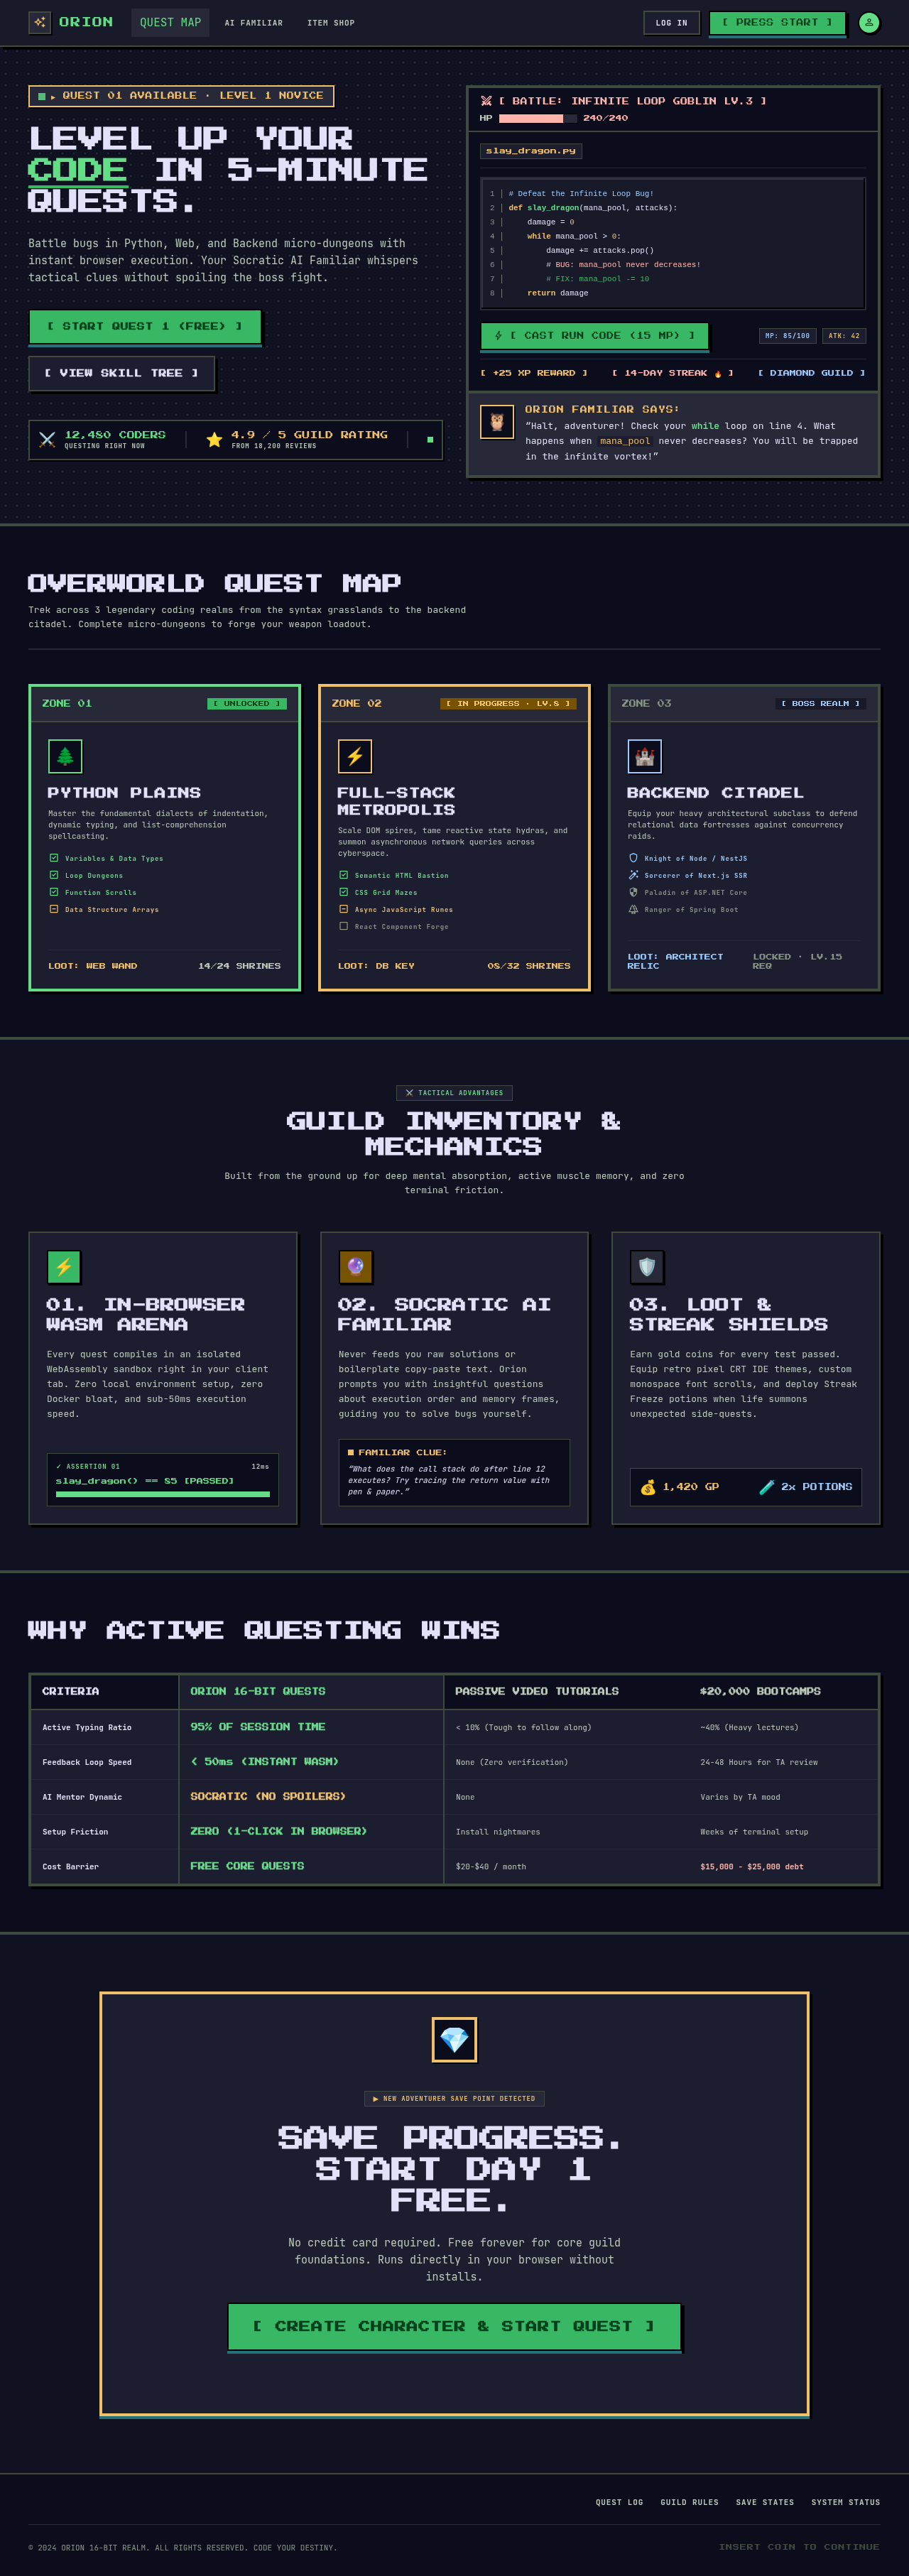 ORION
QUEST MAP
AI FAMILIAR
ITEM SHOP
LOG IN
[ PRESS START ]
▶ QUEST 01 AVAILABLE · LEVEL 1 NOVICE
LEVEL UP YOUR
CODE IN 5-MINUTE
QUESTS.
Battle bugs in Python, Web, and Backend micro-dungeons with
instant browser execution. Your Socratic AI Familiar whispers
tactical clues without spoiling the boss fight.
[ START QUEST 1 (FREE) ]
[ VIEW SKILL TREE ]
12,480 CODERS
QUESTING RIGHT NOW
4.9 / 5 GUILD RATING
FROM 18,200 REVIEWS
[ BATTLE: INFINITE LOOP GOBLIN LV.3 ]
HP 240/240
slay_dragon.py
1 # Defeat the Infinite Loop Bug!
2 def slay_dragon(mana_pool, attacks):
3 damage = 0
4 while mana_pool > 0:
5 damage += attacks.pop()
6 # BUG: mana_pool never decreases!
7 # FIX: mana_pool -= 10
8 return damage
[ CAST RUN CODE (15 MP) ]
MP: 85/100
ATK: 42
[ +25 XP REWARD ]
[ 14-DAY STREAK 🔥 ]
[ DIAMOND GUILD ]
ORION FAMILIAR SAYS:
“Halt, adventurer! Check your while loop on line 4. What
happens when mana_pool never decreases? You will be trapped
in the infinite vortex!”
OVERWORLD QUEST MAP
Trek across 3 legendary coding realms from the syntax grasslands to the backend
citadel. Complete micro-dungeons to forge your weapon loadout.
ZONE 01
[ UNLOCKED ]
PYTHON PLAINS
Master the fundamental dialects of indentation,
dynamic typing, and list-comprehension
spellcasting.
Variables & Data Types
Loop Dungeons
Function Scrolls
Data Structure Arrays
LOOT: WEB WAND
14/24 SHRINES
ZONE 02
[ IN PROGRESS · LV.8 ]
FULL-STACK
METROPOLIS
Scale DOM spires, tame reactive state hydras, and
summon asynchronous network queries across
cyberspace.
Semantic HTML Bastion
CSS Grid Mazes
Async JavaScript Runes
React Component Forge
LOOT: DB KEY
08/32 SHRINES
ZONE 03
[ BOSS REALM ]
BACKEND CITADEL
Equip your heavy architectural subclass to defend
relational data fortresses against concurrency
raids.
Knight of Node / NestJS
Sorcerer of Next.js SSR
Paladin of ASP.NET Core
Ranger of Spring Boot
LOOT: ARCHITECT
RELIC
LOCKED · LV.15
REQ
TACTICAL ADVANTAGES
GUILD INVENTORY &
MECHANICS
Built from the ground up for deep mental absorption, active muscle memory, and zero
terminal friction.
01. IN-BROWSER
WASM ARENA
Every quest compiles in an isolated
WebAssembly sandbox right in your client
tab. Zero local environment setup, zero
Docker bloat, and sub-50ms execution
speed.
✓ ASSERTION 01
12ms
slay_dragon() == 85 [PASSED]
02. SOCRATIC AI
FAMILIAR
Never feeds you raw solutions or
boilerplate copy-paste text. Orion
prompts you with insightful questions
about execution order and memory frames,
guiding you to solve bugs yourself.
FAMILIAR CLUE:
“What does the call stack do after line 12
executes? Try tracing the return value with
pen & paper.”
03. LOOT &
STREAK SHIELDS
Earn gold coins for every test passed.
Equip retro pixel CRT IDE themes, custom
monospace font scrolls, and deploy Streak
Freeze potions when life summons
unexpected side-quests.
1,420 GP
2x POTIONS
WHY ACTIVE QUESTING WINS
CRITERIA
ORION 16-BIT QUESTS
PASSIVE VIDEO TUTORIALS
$20,000 BOOTCAMPS
Active Typing Ratio
95% OF SESSION TIME
< 10% (Tough to follow along)
~40% (Heavy lectures)
Feedback Loop Speed
< 50ms (INSTANT WASM)
None (Zero verification)
24-48 Hours for TA review
AI Mentor Dynamic
SOCRATIC (NO SPOILERS)
None
Varies by TA mood
Setup Friction
ZERO (1-CLICK IN BROWSER)
Install nightmares
Weeks of terminal setup
Cost Barrier
FREE CORE QUESTS
$20-$40 / month
$15,000 - $25,000 debt
▶ NEW ADVENTURER SAVE POINT DETECTED
SAVE PROGRESS.
START DAY 1
FREE.
No credit card required. Free forever for core guild
foundations. Runs directly in your browser without
installs.
[ CREATE CHARACTER & START QUEST ]
QUEST LOG
GUILD RULES
SAVE STATES
SYSTEM STATUS
© 2024 ORION 16-BIT REALM. ALL RIGHTS RESERVED. CODE YOUR DESTINY.
INSERT COIN TO CONTINUE